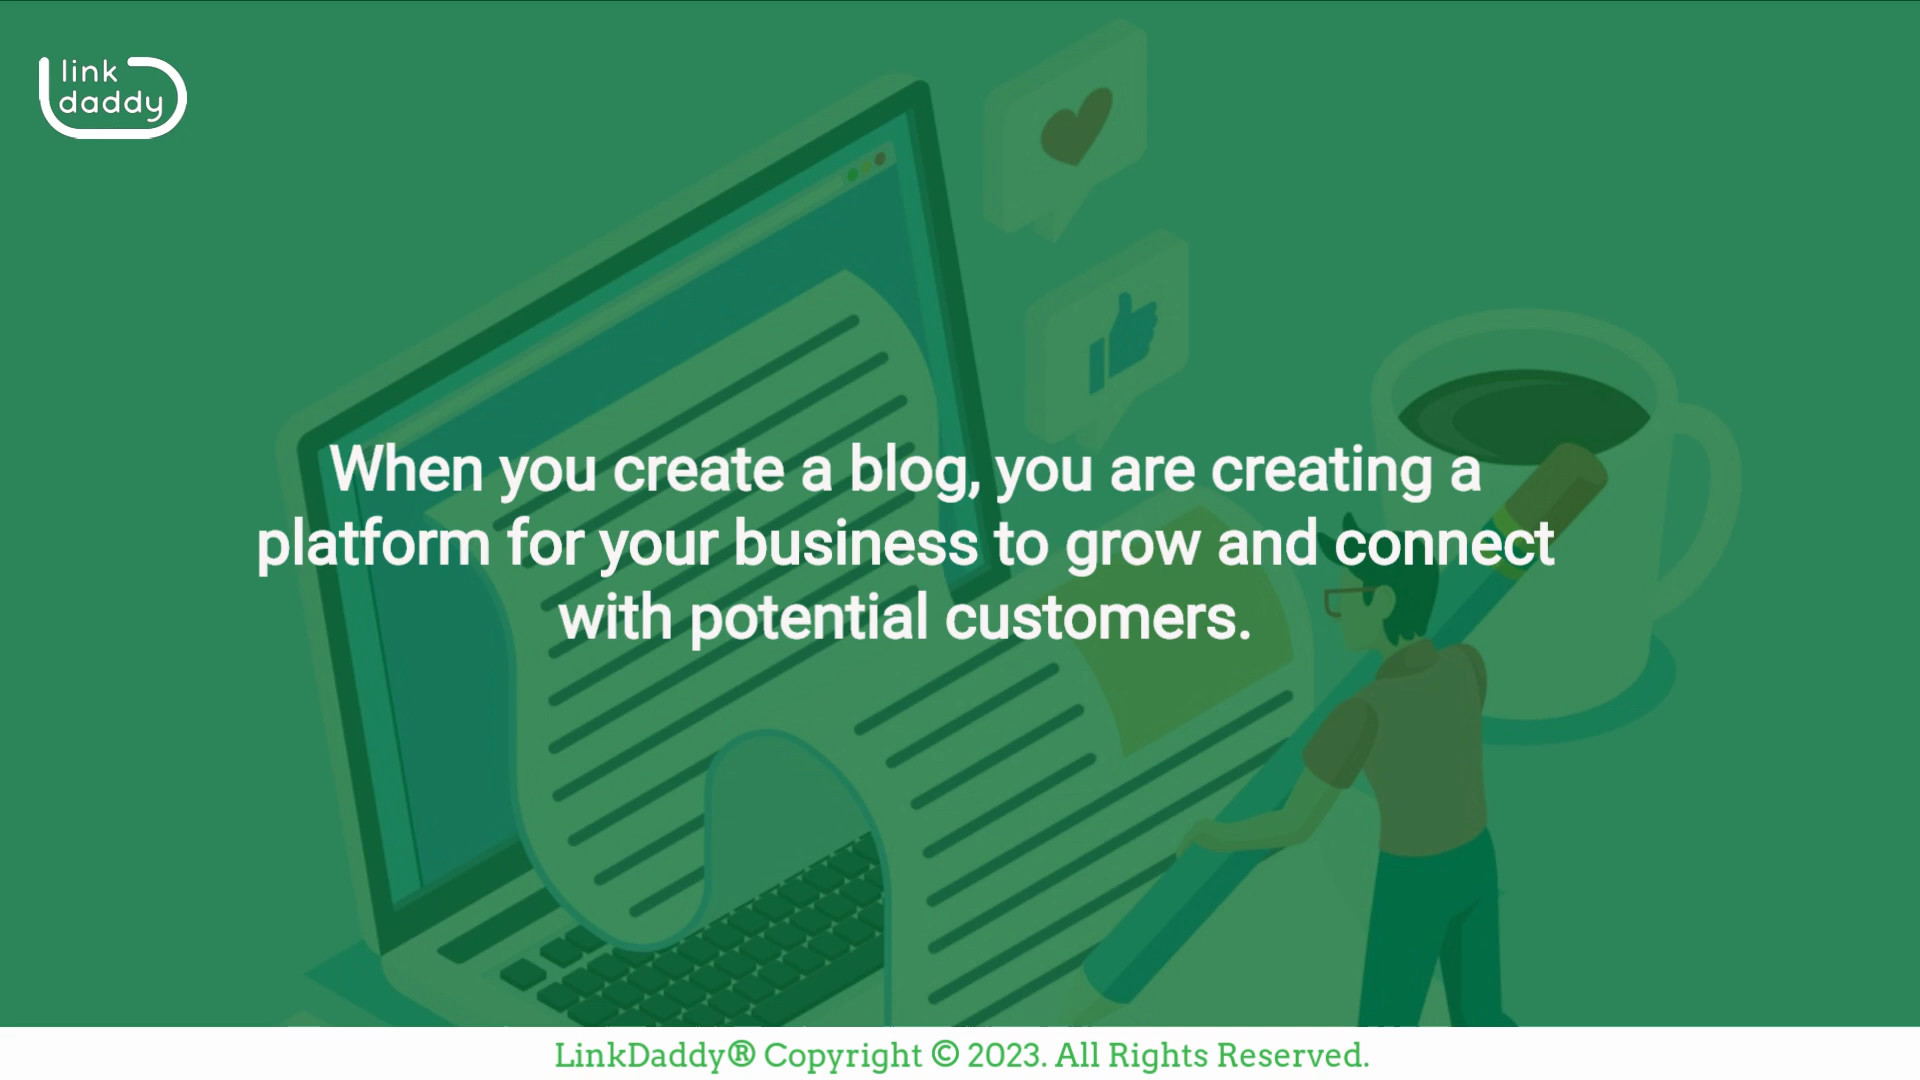 link
daddy
When you create a blog, you are creating a
platform for your business to grow and connect
with potential customers.
LinkDaddy® Copyright © 2023. All Rights Reserved.